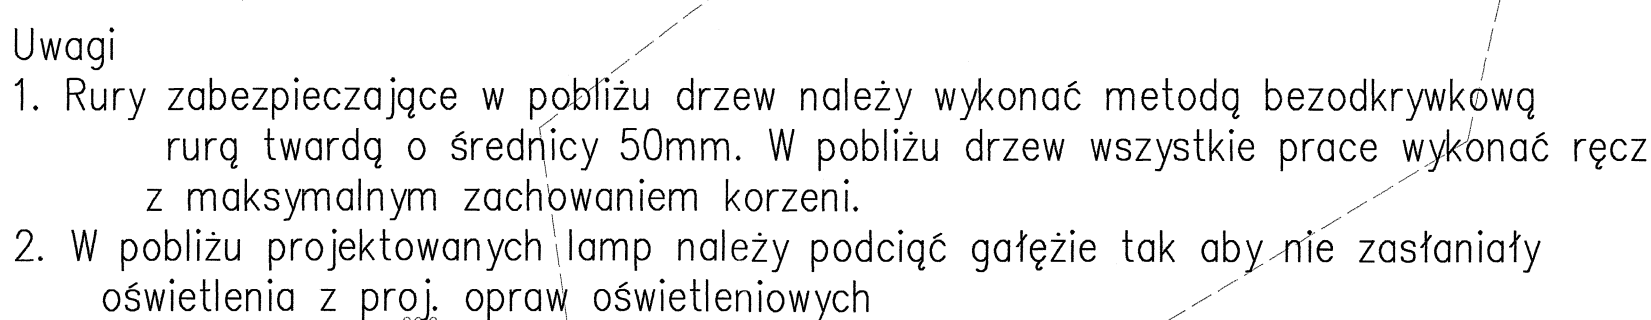 Uwagi
1. Rury zabezpieczające w pobliżu drzew należy wykonać metodą bezodkrywkową
rurą twardą o średnicy 50mm. W pobliżu drzew wszystkie prace wykonać ręcz
z maksymalnym zachowaniem korzeni.
2. W pobliżu projektowanych lamp należy podciąć gałęzie tak aby nie zasłaniały
oświetlenia z proj. opraw oświetleniowych